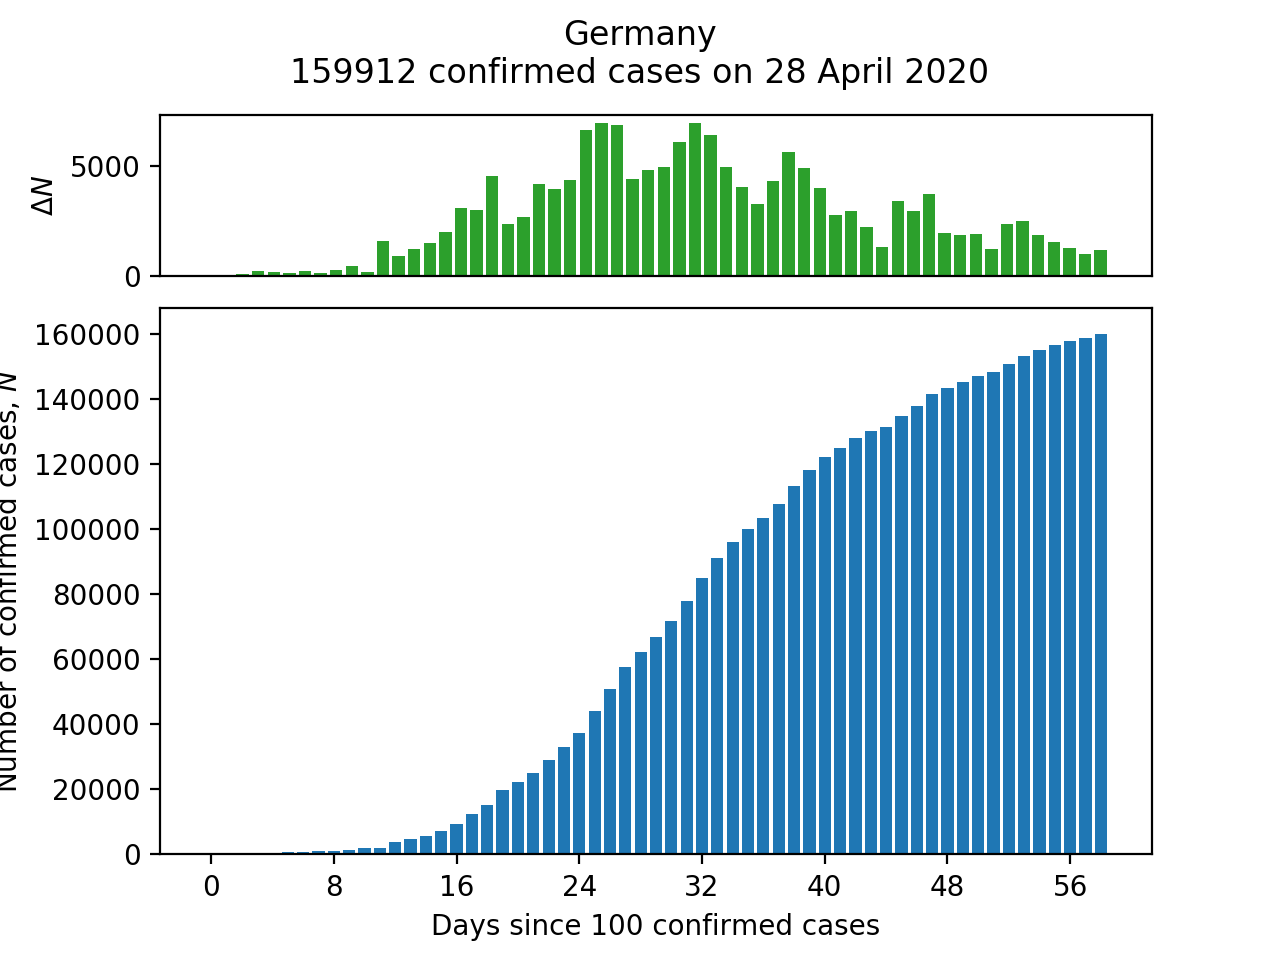 Germany
159912 confirmed cases on 28 April 2020
5000
0
ΔN
160000
140000
120000
100000
80000
60000
40000
20000
0
Number of confirmed cases, N
0 8 16 24 32 40 48 56
Days since 100 confirmed cases